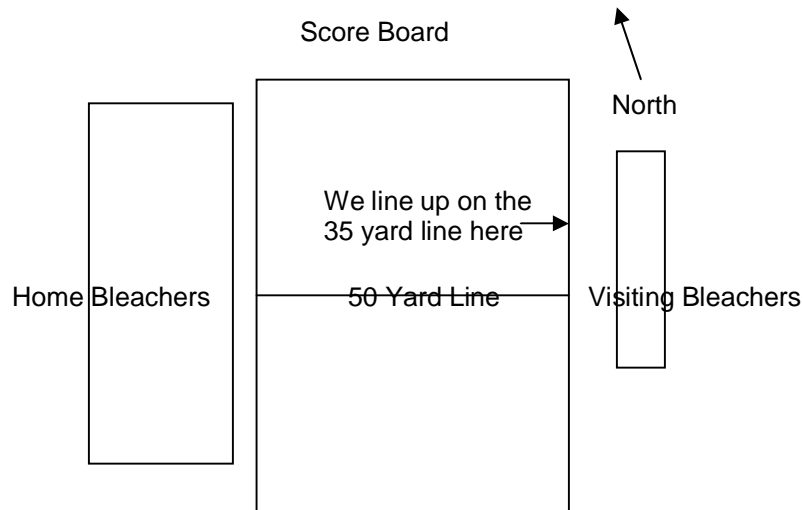 Score Board
North
We line up on the
35 yard line here
Home Bleachers
50 Yard Line
Visiting Bleachers